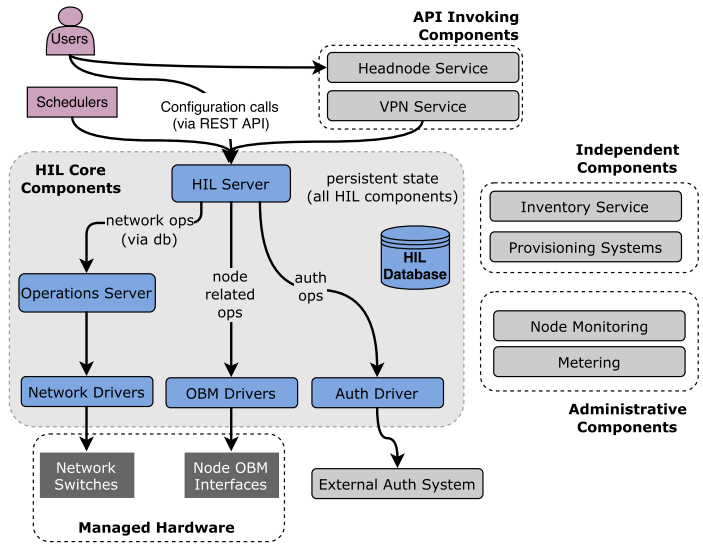 API Invoking
Components
Users
Headnode Service
Schedulers
VPN Service
Configuration calls
(via REST API)
HIL Core
Components
HIL Server
persistent state
(all HIL components)
Independent
Components
Inventory Service
Provisioning Systems
network ops
(via db)
HIL
Database
node
related
ops
auth
ops
Operations Server
Node Monitoring
Metering
Network Drivers
OBM Drivers
Auth Driver
Administrative
Components
Network
Switches
Node OBM
Interfaces
External Auth System
Managed Hardware